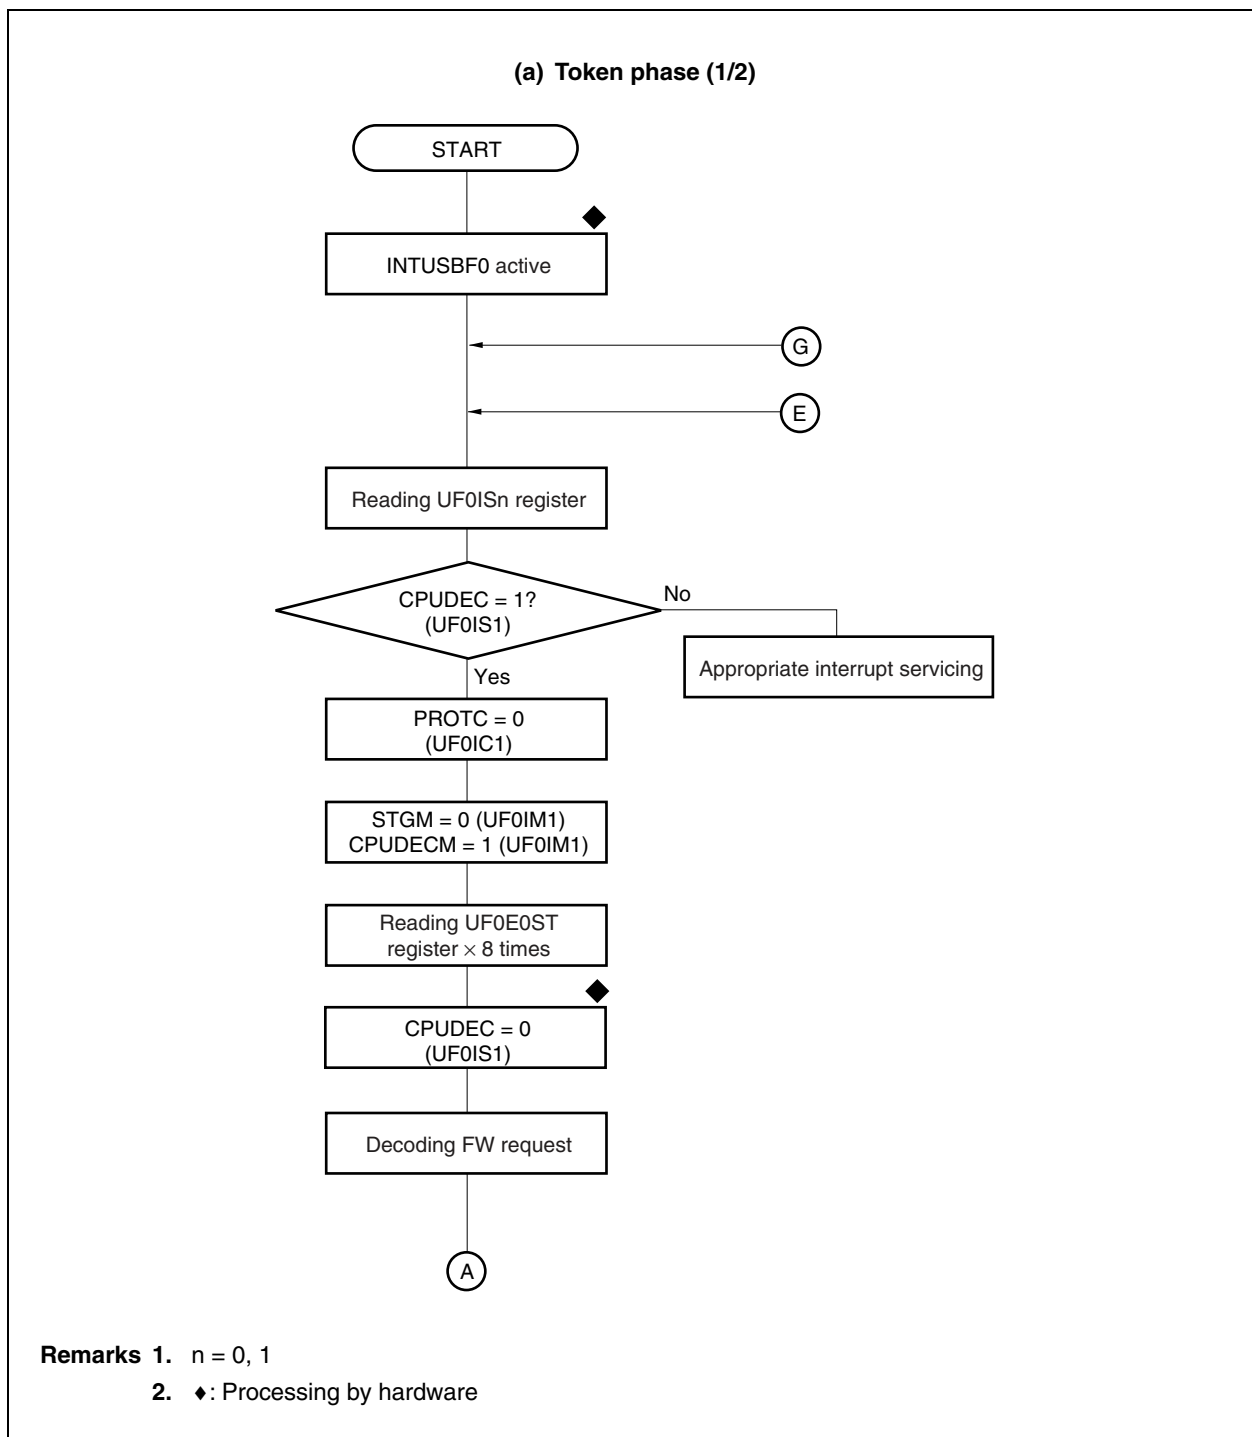 (a) Token phase (1/2)
START
◆
INTUSBF0 active
G
E
Reading UF0ISn register
CPUDEC = 1?
(UF0IS1)
No
Appropriate interrupt servicing
Yes
PROTC = 0
(UF0IC1)
STGM = 0 (UF0IM1)
CPUDECM = 1 (UF0IM1)
Reading UF0E0ST
register × 8 times
◆
CPUDEC = 0
(UF0IS1)
Decoding FW request
A
Remarks 1. n = 0, 1
2. ♦: Processing by hardware